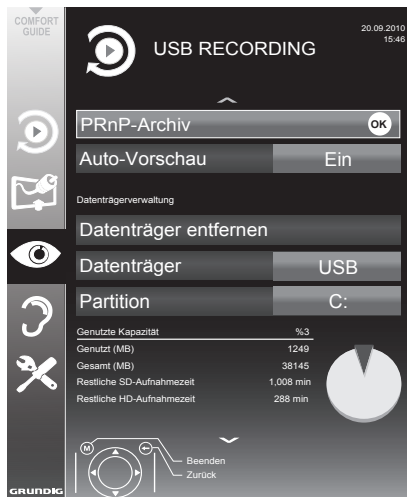 COMFORT
GUIDE
USB RECORDING
20.09.2010
15:46
PRnP-Archiv OK
Auto-Vorschau Ein
Datenträgerverwaltung
Datenträger entfernen
Datenträger USB
Partition C:
Genutzte Kapazität %3
Genutzt (MB) 1249
Gesamt (MB) 38145
Restliche SD-Aufnahmezeit 1,008 min
Restliche HD-Aufnahmezeit 288 min
M
Beenden
Zurück
GRUNDIG